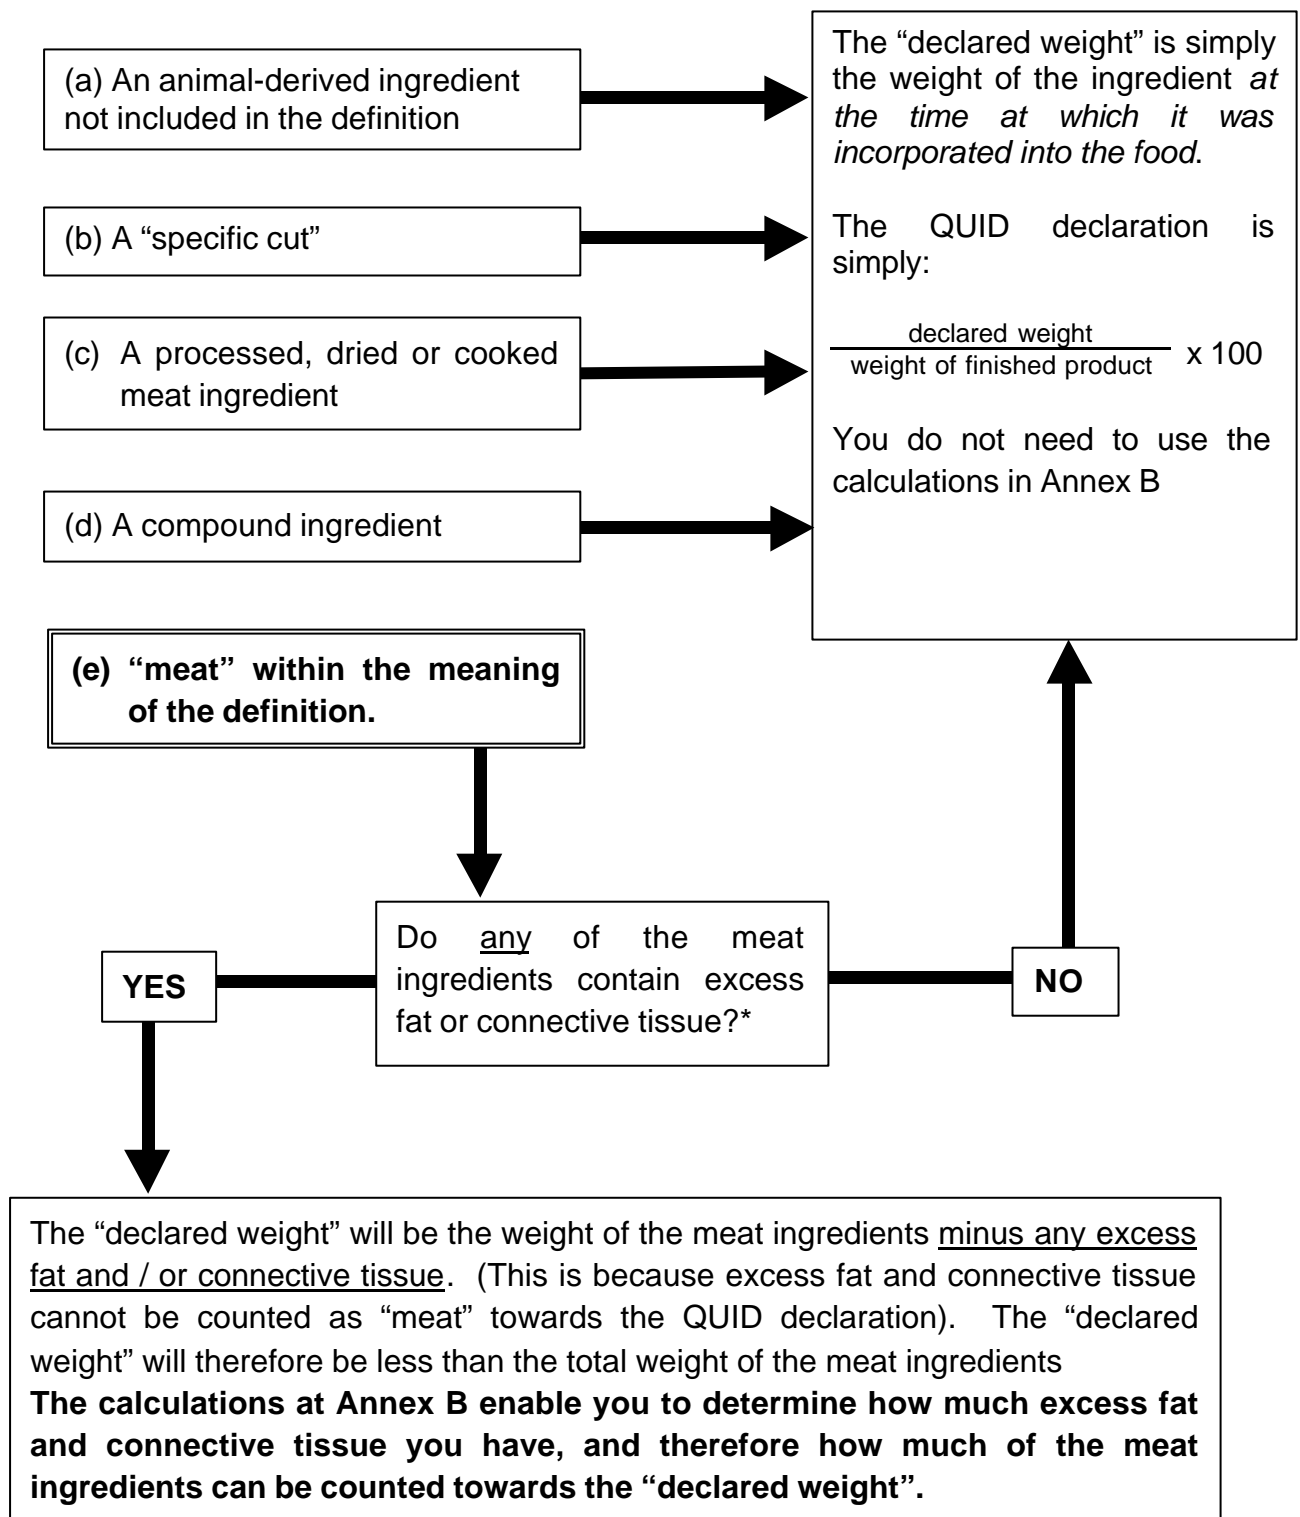 (a) An animal-derived ingredient
not included in the definition
(b) A “specific cut”
(c) A processed, dried or cooked
meat ingredient
(d) A compound ingredient
The “declared weight” is simply
the weight of the ingredient at
the time at which it was
incorporated into the food.
The QUID declaration is
simply:
declared weight
weight of finished product x 100
You do not need to use the
calculations in Annex B
(e) “meat” within the meaning
of the definition.
Do any of the meat
ingredients contain excess
fat or connective tissue?*
YES
NO
The “declared weight” will be the weight of the meat ingredients minus any excess
fat and / or connective tissue. (This is because excess fat and connective tissue
cannot be counted as “meat” towards the QUID declaration). The “declared
weight” will therefore be less than the total weight of the meat ingredients
The calculations at Annex B enable you to determine how much excess fat
and connective tissue you have, and therefore how much of the meat
ingredients can be counted towards the “declared weight”.